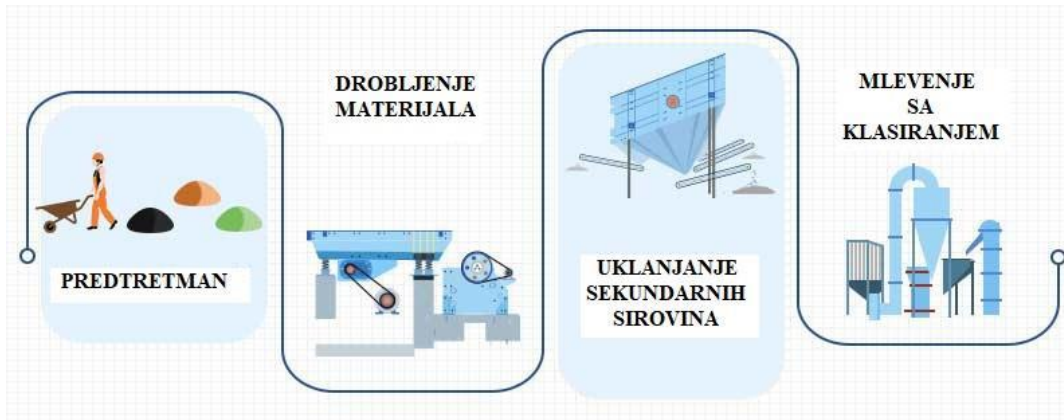 PREDTRETMAN
DROBLJENJE
MATERIJALA
UKLANJANJE
SEKUNDARNIH
SIROVINA
MLEVENJE
SA
KLASIRANJEM